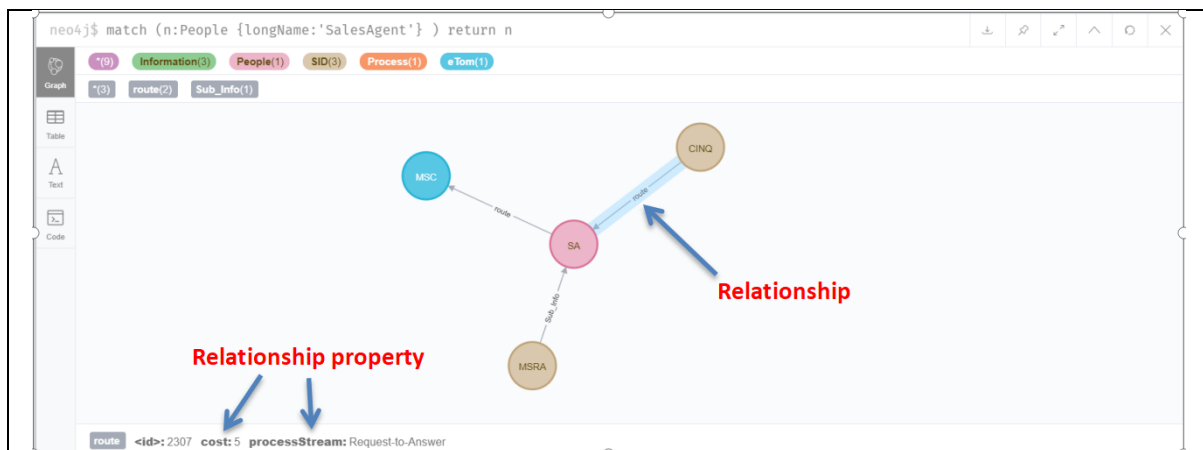 neo4j$ match (n:People {longName:'SalesAgent'} ) return n
*(9) Information(3) People(1) SID(3) Process(1) eTom(1)
Graph
*(3) route(2) Sub_Info(1)
Table
A
Text
Code
CINQ
MSC
route
route
SA
Relationship
Sub_Info
Relationship property
MSRA
route <id>: 2307 cost: 5 processStream: Request-to-Answer